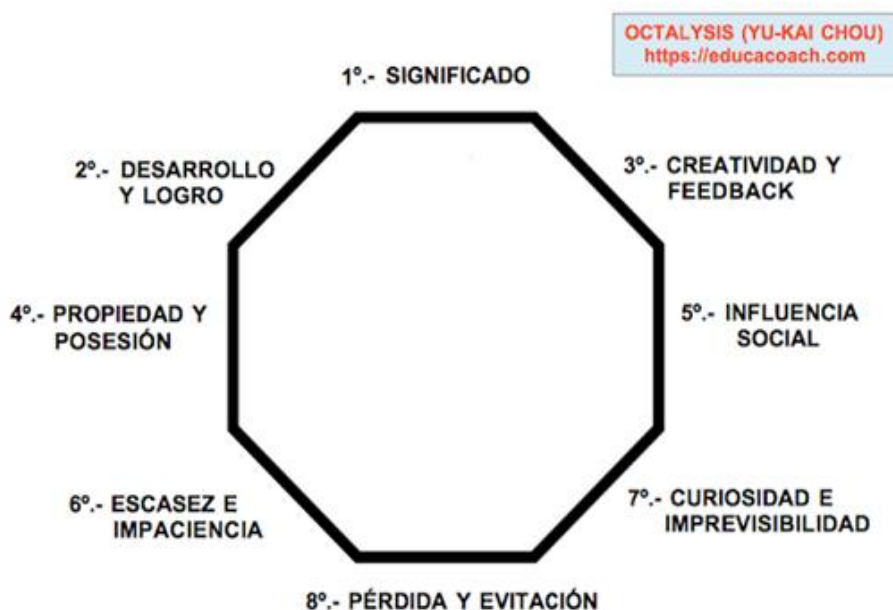 OCTALYSIS (YU-KAI CHOU)
https://educacoach.com
1º.- SIGNIFICADO
2º.- DESARROLLO
Y LOGRO
3º.- CREATIVIDAD Y
FEEDBACK
4º.- PROPIEDAD Y
POSESIÓN
5º.- INFLUENCIA
SOCIAL
6º.- ESCASEZ E
IMPACIENCIA
7º.- CURIOSIDAD E
IMPREVISIBILIDAD
8º.- PÉRDIDA Y EVITACIÓN